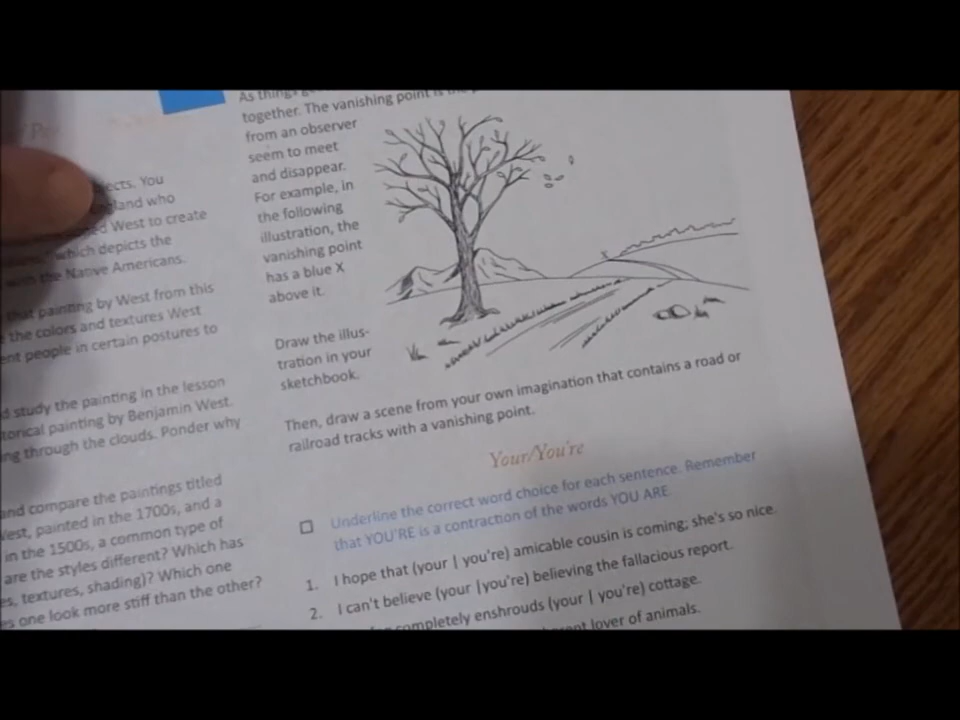 ects. You
land who
West to create
which depicts the
with the Native Americans.
that painting by West from this
the colors and textures West
ent people in certain postures to
d study the painting in the lesson
torical painting by Benjamin West.
ing through the clouds. Ponder why
and compare the paintings titled
West, painted in the 1700s, and a
in the 1500s, a common type of
are the styles different? Which has
es, textures, shading)? Which one
es one look more stiff than the other?
As things
together. The vanishing point is the
from an observer
seem to meet
and disappear.
For example, in
the following
illustration, the
vanishing point
has a blue X
above it.
x
Draw the illus-
tration in your
sketchbook.
Then, draw a scene from your own imagination that contains a road or
railroad tracks with a vanishing point.
Your/You're
Underline the correct word choice for each sentence. Remember
that YOU'RE is a contraction of the words YOU ARE.
1. I hope that (your | you're) amicable cousin is coming; she's so nice.
2. I can't believe (your |you're) believing the fallacious report.
completely enshrouds (your | you're) cottage.
lover of animals.